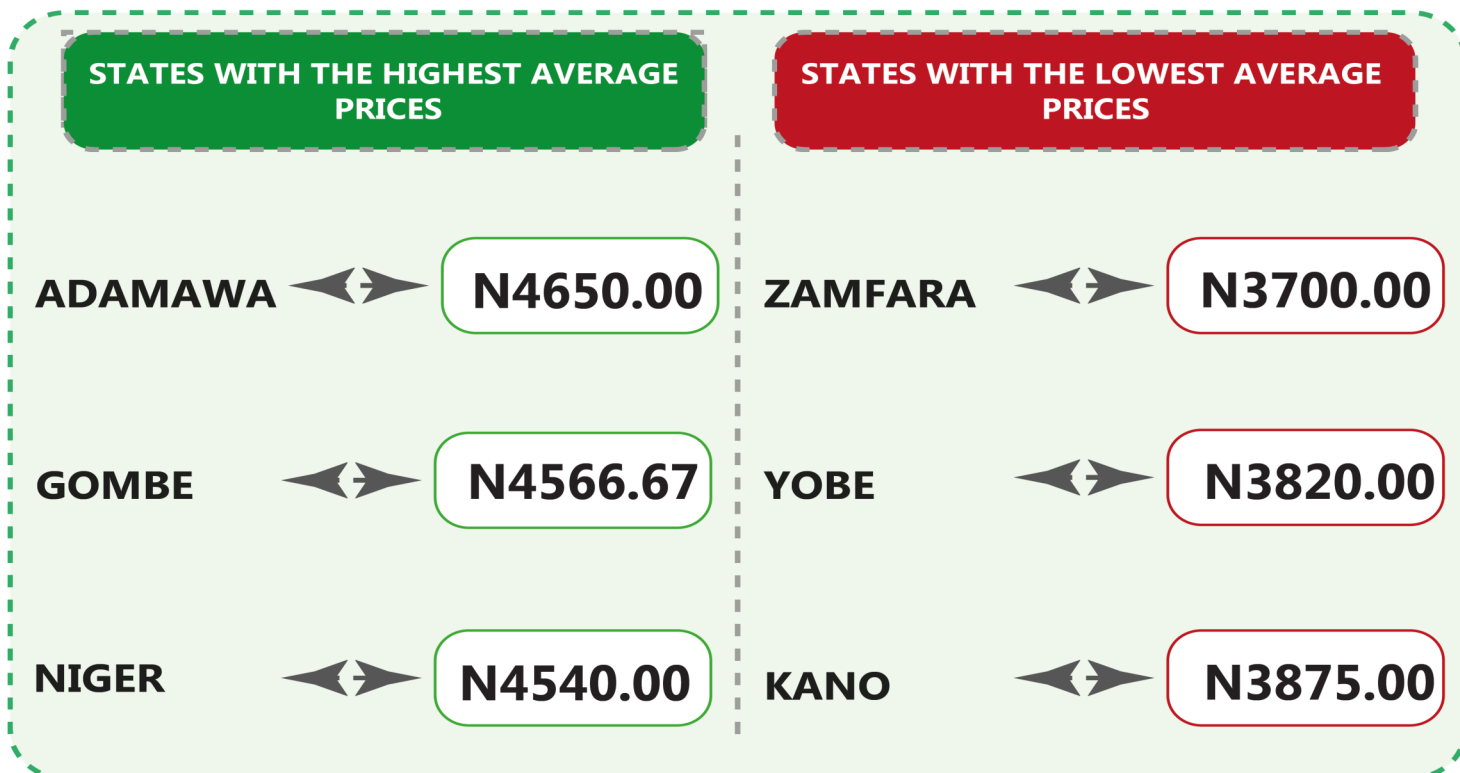 STATES WITH THE HIGHEST AVERAGE
PRICES
ADAMAWA N4650.00
GOMBE N4566.67
NIGER N4540.00
STATES WITH THE LOWEST AVERAGE
PRICES
ZAMFARA N3700.00
YOBE N3820.00
KANO N3875.00